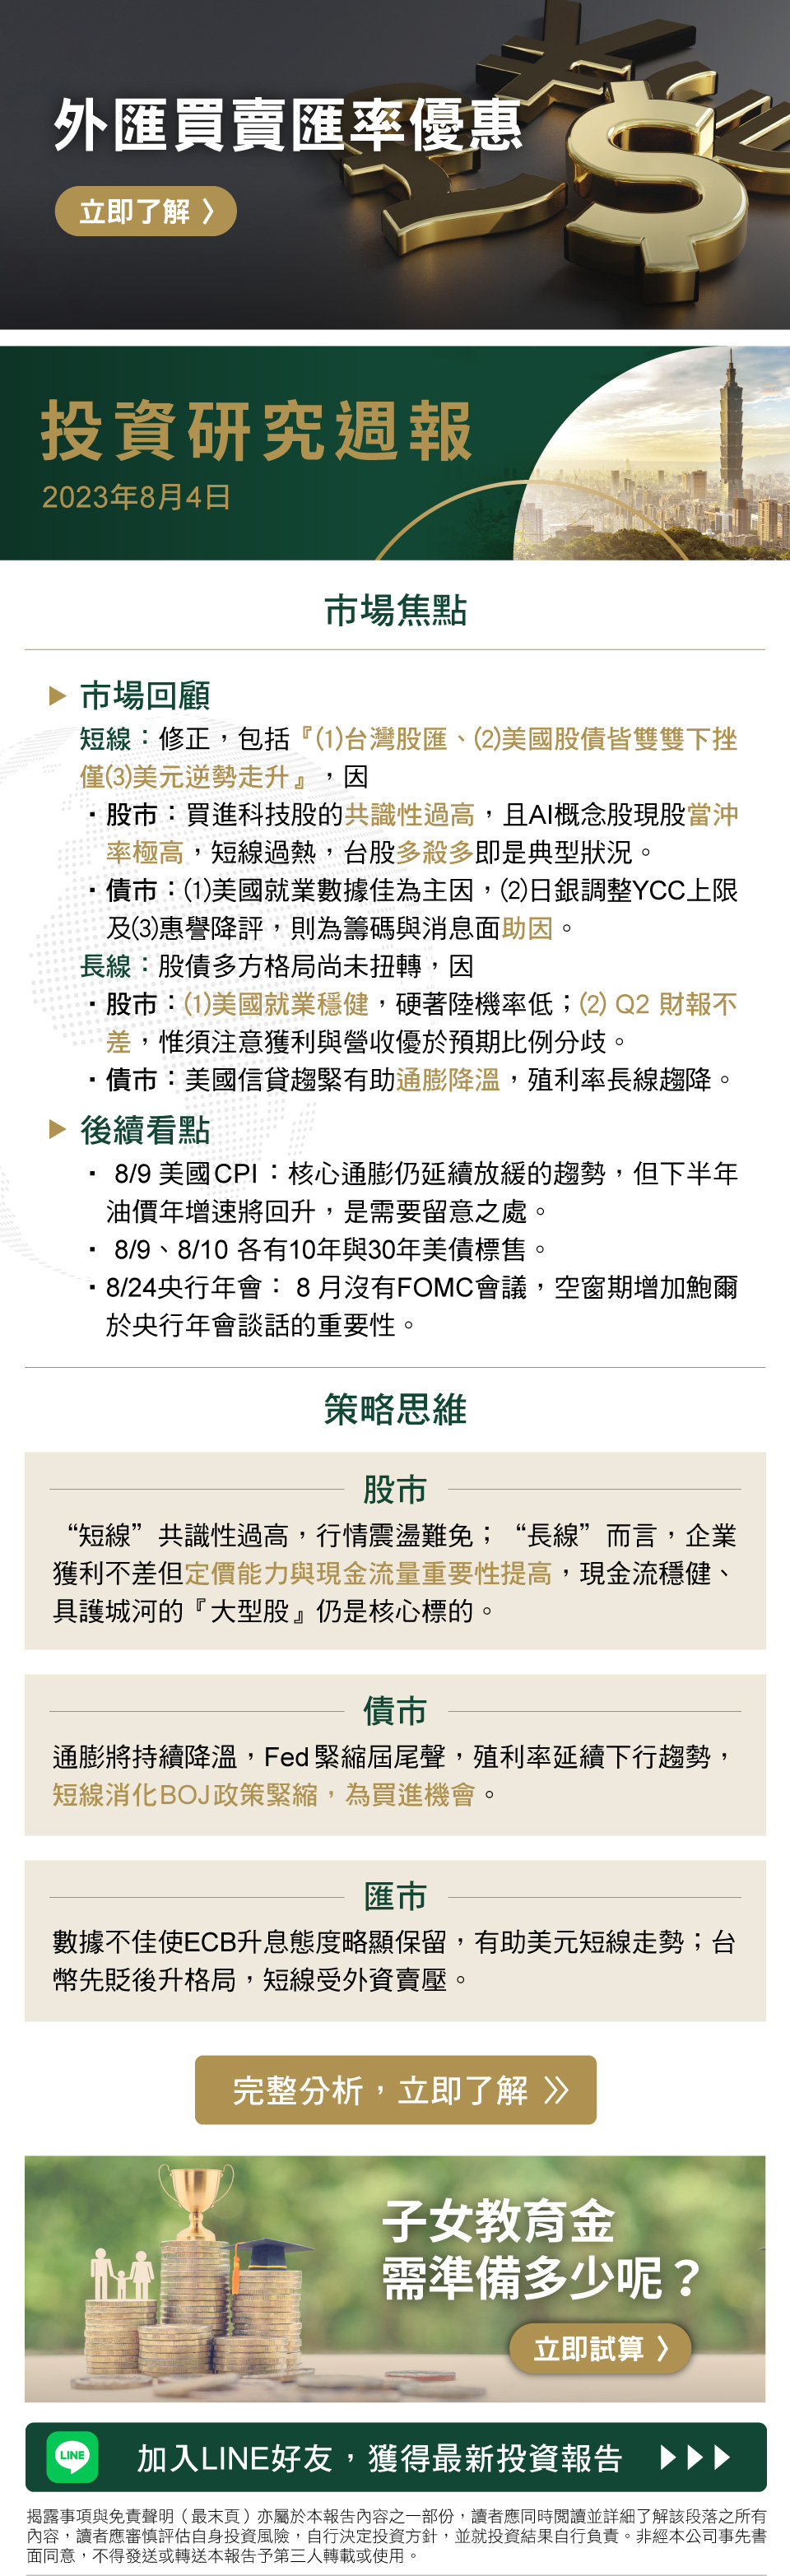 外匯買賣匯率優惠
立即了解 〉
投資研究週報
2023年8月4日
市場焦點
市場回顧
短線：修正，包括『⑴台灣股匯、⑵美國股債皆雙雙下挫
僅⑶美元逆勢走升』，因
・股市：買進科技股的共識性過高，且AI概念股現股當沖
率極高，短線過熱，台股多殺多即是典型狀況。
・債市：⑴美國就業數據佳為主因，⑵日銀調整YCC上限
及⑶惠譽降評，則為籌碼與消息面助因。
長線：股債多方格局尚未扭轉，因
・股市：⑴美國就業穩健，硬著陸機率低；⑵ Q2 財報不
差，惟須注意獲利與營收優於預期比例分歧。
・債市：美國信貸趨緊有助通膨降溫，殖利率長線趨降。
後續看點
・ 8/9 美國CPI：核心通膨仍延續放緩的趨勢，但下半年
油價年增速將回升，是需要留意之處。
・ 8/9、8/10 各有10年與30年美債標售。
・8/24央行年會： 8 月沒有FOMC會議，空窗期增加鮑爾
於央行年會談話的重要性。
策略思維
股市
“短線”共識性過高，行情震盪難免；“長線”而言，企業
獲利不差但定價能力與現金流量重要性提高，現金流穩健、
具護城河的『大型股』仍是核心標的。
債市
通膨將持續降溫，Fed緊縮屆尾聲，殖利率延續下行趨勢，
短線消化BOJ政策緊縮，為買進機會。
匯市
數據不佳使ECB升息態度略顯保留，有助美元短線走勢；台
幣先貶後升格局，短線受外資賣壓。
完整分析，立即了解 》
子女教育金
需準備多少呢？
立即試算 〉
LINE
加入LINE好友，獲得最新投資報告
揭露事項與免責聲明（最末頁）亦屬於本報告內容之一部份，讀者應同時閱讀並詳細了解該段落之所有
內容，讀者應審慎評估自身投資風險，自行決定投資方針，並就投資結果自行負責。非經本公司事先書
面同意，不得發送或轉送本報告予第三人轉載或使用。